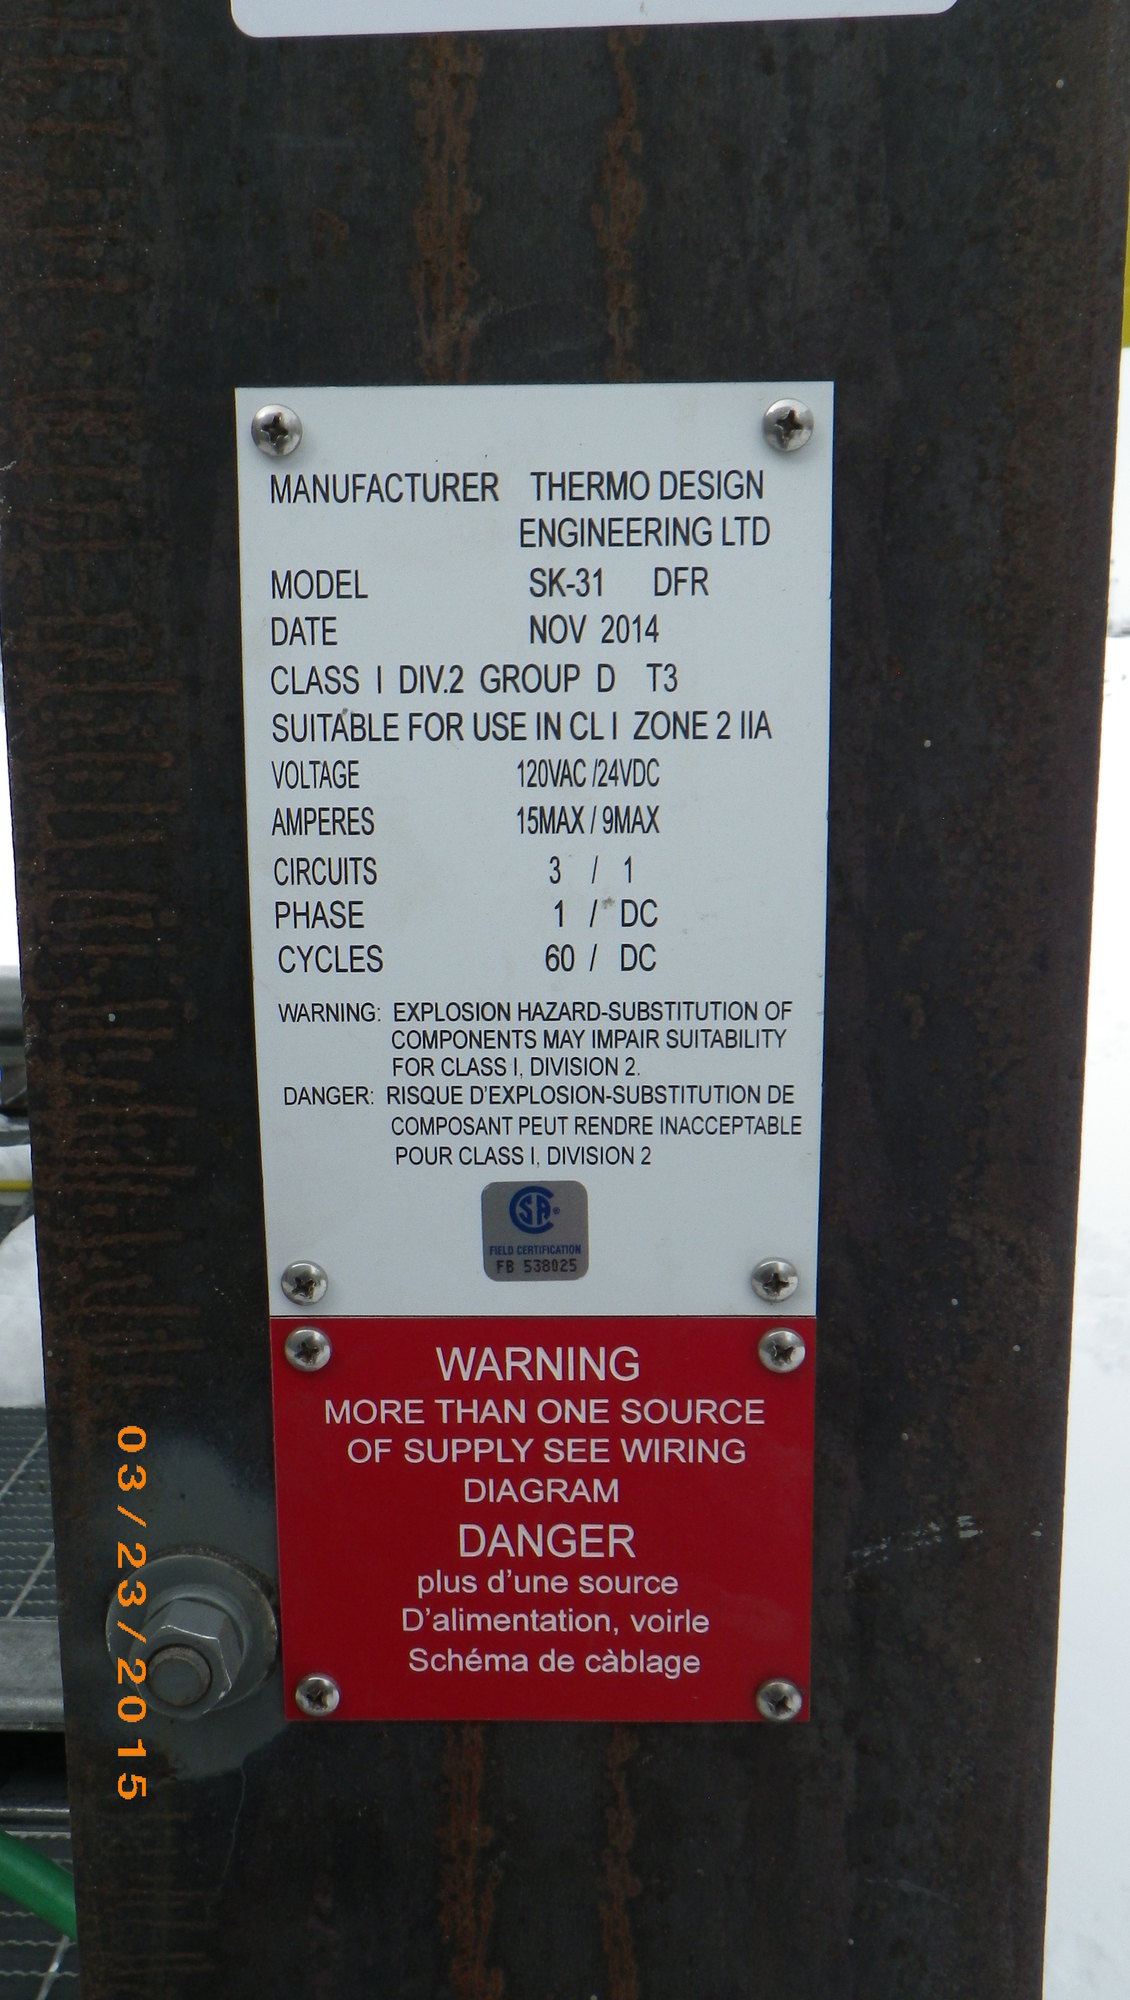 MANUFACTURER THERMO DESIGN
ENGINEERING LTD
MODEL SK-31 DFR
DATE NOV 2014
CLASS I DIV.2 GROUP D T3
SUITABLE FOR USE IN CL I ZONE 2 IIA
VOLTAGE 120VAC /24VDC
AMPERES 15MAX / 9MAX
CIRCUITS 3 / 1
PHASE 1 / DC
CYCLES 60 / DC
WARNING: EXPLOSION HAZARD-SUBSTITUTION OF
COMPONENTS MAY IMPAIR SUITABILITY
FOR CLASS I, DIVISION 2.
DANGER: RISQUE D'EXPLOSION-SUBSTITUTION DE
COMPOSANT PEUT RENDRE INACCEPTABLE
POUR CLASS I, DIVISION 2
CSA®
FIELD CERTIFICATION
FB 538025
WARNING
MORE THAN ONE SOURCE
OF SUPPLY SEE WIRING
DIAGRAM
DANGER
plus d'une source
D'alimentation, voirle
Schéma de càblage
03/23/2015